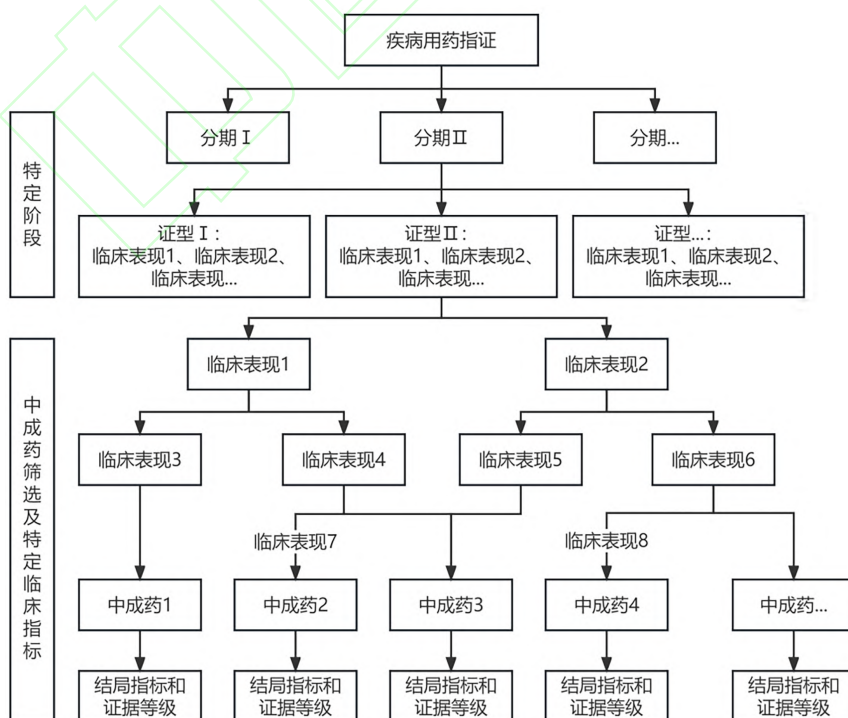 疾病用药指证
分期Ⅰ
分期Ⅱ
分期...
特定阶段
证型Ⅰ:
临床表现1、临床表现2、
临床表现...
证型Ⅱ:
临床表现1、临床表现2、
临床表现...
证型...:
临床表现1、临床表现2、
临床表现...
中成药筛选及特定临床指标
临床表现1
临床表现2
临床表现3
临床表现4
临床表现5
临床表现6
临床表现7
临床表现8
中成药1
中成药2
中成药3
中成药4
中成药...
结局指标和
证据等级
结局指标和
证据等级
结局指标和
证据等级
结局指标和
证据等级
结局指标和
证据等级